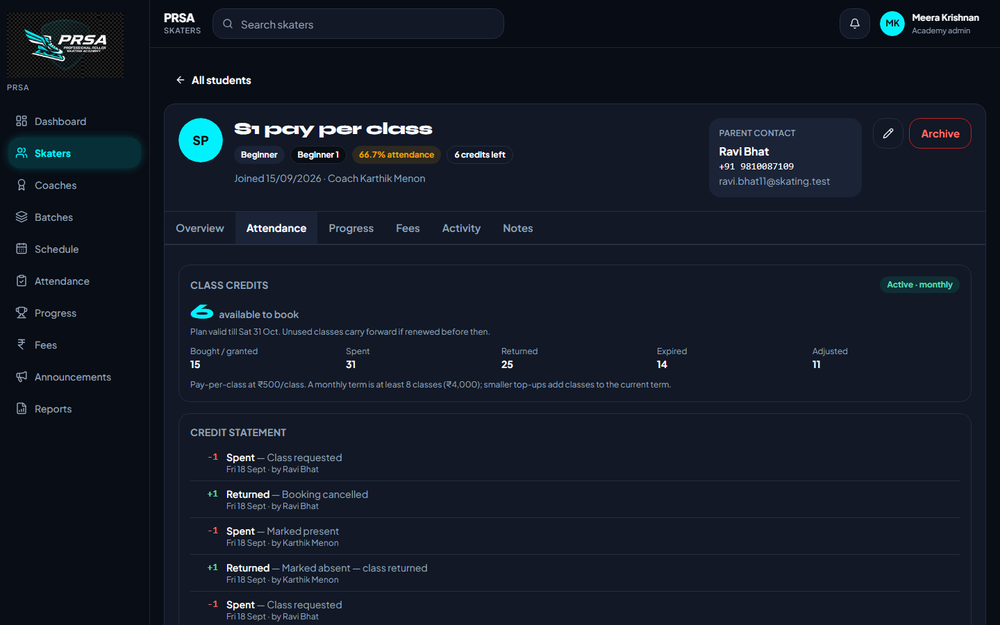 PRSA
PROFESSIONAL ROLLER
SKATING ACADEMY
PRSA
Dashboard
Skaters
Coaches
Batches
Schedule
Attendance
Progress
Fees
Announcements
Reports
PRSA
SKATERS
Search skaters
MK
Meera Krishnan
Academy admin
← All students
SP
S1 pay per class
Beginner
Beginner 1
66.7% attendance
6 credits left
Joined 15/09/2026 · Coach Karthik Menon
PARENT CONTACT
Ravi Bhat
+91 9810087109
ravi.bhat11@skating.test
Archive
Overview
Attendance
Progress
Fees
Activity
Notes
CLASS CREDITS
Active · monthly
6 available to book
Plan valid till Sat 31 Oct. Unused classes carry forward if renewed before then.
Bought / granted
15
Spent
31
Returned
25
Expired
14
Adjusted
11
Pay-per-class at ₹500/class. A monthly term is at least 8 classes (₹4,000); smaller top-ups add classes to the current term.
CREDIT STATEMENT
-1 Spent — Class requested
Fri 18 Sept · by Ravi Bhat
+1 Returned — Booking cancelled
Fri 18 Sept · by Ravi Bhat
-1 Spent — Marked present
Fri 18 Sept · by Karthik Menon
+1 Returned — Marked absent — class returned
Fri 18 Sept · by Karthik Menon
-1 Spent — Class requested
Fri 18 Sept · by Ravi Bhat